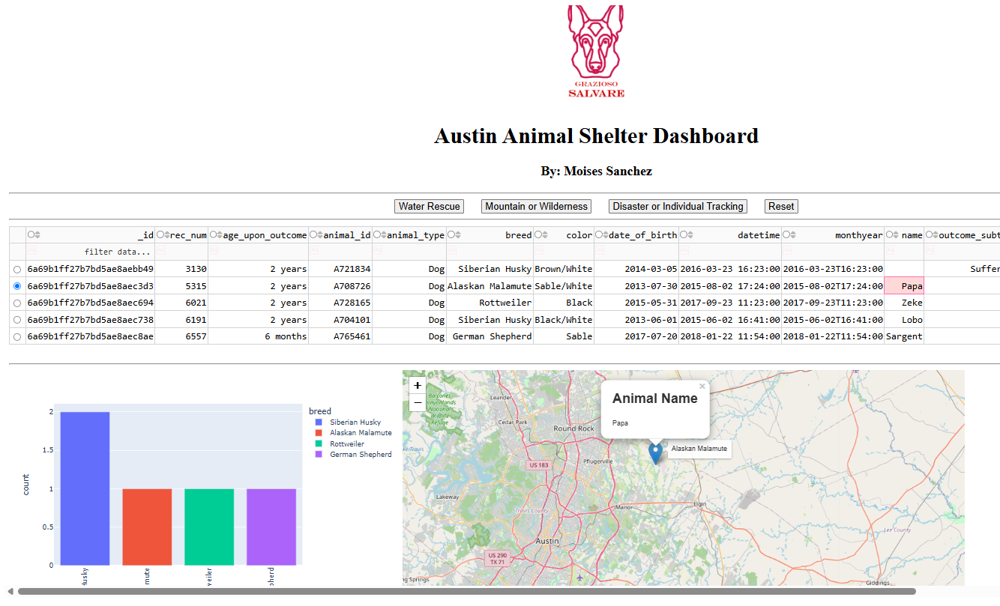 GRAZIOSO
SALVARE
Austin Animal Shelter Dashboard
By: Moises Sanchez
Water Rescue Mountain or Wilderness Disaster or Individual Tracking Reset
_id rec_num age_upon_outcome animal_id animal_type breed color date_of_birth datetime monthyear name outcome_subt
filter data...
6a69b1ff27b7bd5ae8aebb49 3130 2 years A721834 Dog Siberian Husky Brown/White 2014-03-05 2016-03-23 16:23:00 2016-03-23T16:23:00 Suffer
6a69b1ff27b7bd5ae8aec3d3 5315 2 years A708726 Dog Alaskan Malamute Sable/White 2013-07-30 2015-08-02 17:24:00 2015-08-02T17:24:00 Papa
6a69b1ff27b7bd5ae8aec694 6021 2 years A728165 Dog Rottweiler Black 2015-05-31 2017-09-23 11:23:00 2017-09-23T11:23:00 Zeke
6a69b1ff27b7bd5ae8aec738 6191 2 years A704101 Dog Siberian Husky Black/White 2013-06-01 2015-06-02 16:41:00 2015-06-02T16:41:00 Lobo
6a69b1ff27b7bd5ae8aec8ae 6557 6 months A765461 Dog German Shepherd Sable 2017-07-20 2018-01-22 11:54:00 2018-01-22T11:54:00 Sargent
breed
Siberian Husky
Alaskan Malamute
Rottweiler
German Shepherd
count
2
1.5
1
0.5
0
usky
mute
eiler
pherd
+
−
Balcones
anyonlands
National
Wildlife
Refuge
Leander
Cedar Park
Round Rock
Animal Name
×
Papa
Alaskan Malamute
ke-Travis
US 183
Pflugerville
Lakeway
Travis County
Manor
Elgin
Lee County
Austin
US 290
TX 71
ng Springs
Giddings